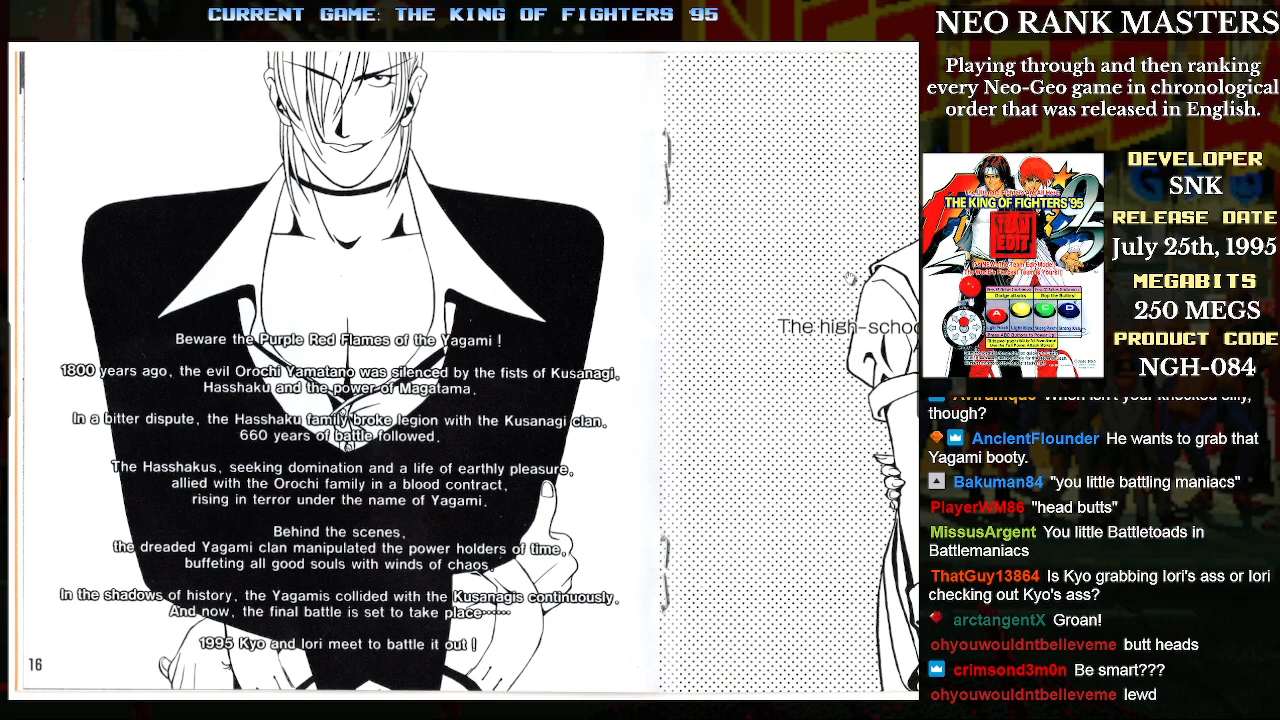 CURRENT GAME: THE KING OF FIGHTERS 95
Beware the Purple Red Flames of the Yagami !
1800 years ago, the evil Orochi Yamatano was silenced by the fists of Kusanagi,
Hasshaku and the power of Magatama.
In a bitter dispute, the Hasshaku family broke legion with the Kusanagi clan,
660 years of battle followed.
The Hasshakus, seeking domination and a life of earthly pleasure,
allied with the Orochi family in a blood contract,
rising in terror under the name of Yagami.
Behind the scenes,
the dreaded Yagami clan manipulated the power holders of time,
buffeting all good souls with winds of chaos.
In the shadows of history, the Yagamis collided with the Kusanagis continuously.
And now, the final battle is set to take place……
1995 Kyo and Iori meet to battle it out !
16
The high-schoo
NEO RANK MASTERS
Playing through and then ranking
every Neo-Geo game in chronological
order that was released in English.
THE KING OF FIGHTERS '95
TEAM
EDIT
A
C
D
DEVELOPER
SNK
RELEASE DATE
July 25th, 1995
MEGABITS
250 MEGS
PRODUCT CODE
NGH-084
though?
AncientFlounder He wants to grab that
Yagami booty.
Bakuman84 "you little battling maniacs"
PlayerWM86 "head butts"
MissusArgent You little Battletoads in
Battlemaniacs
ThatGuy13864 Is Kyo grabbing Iori's ass or Iori
checking out Kyo's ass?
arctangentX Groan!
ohyouwouldntbelleveme butt heads
crimsond3m0n Be smart???
ohyouwouldntbelleveme lewd